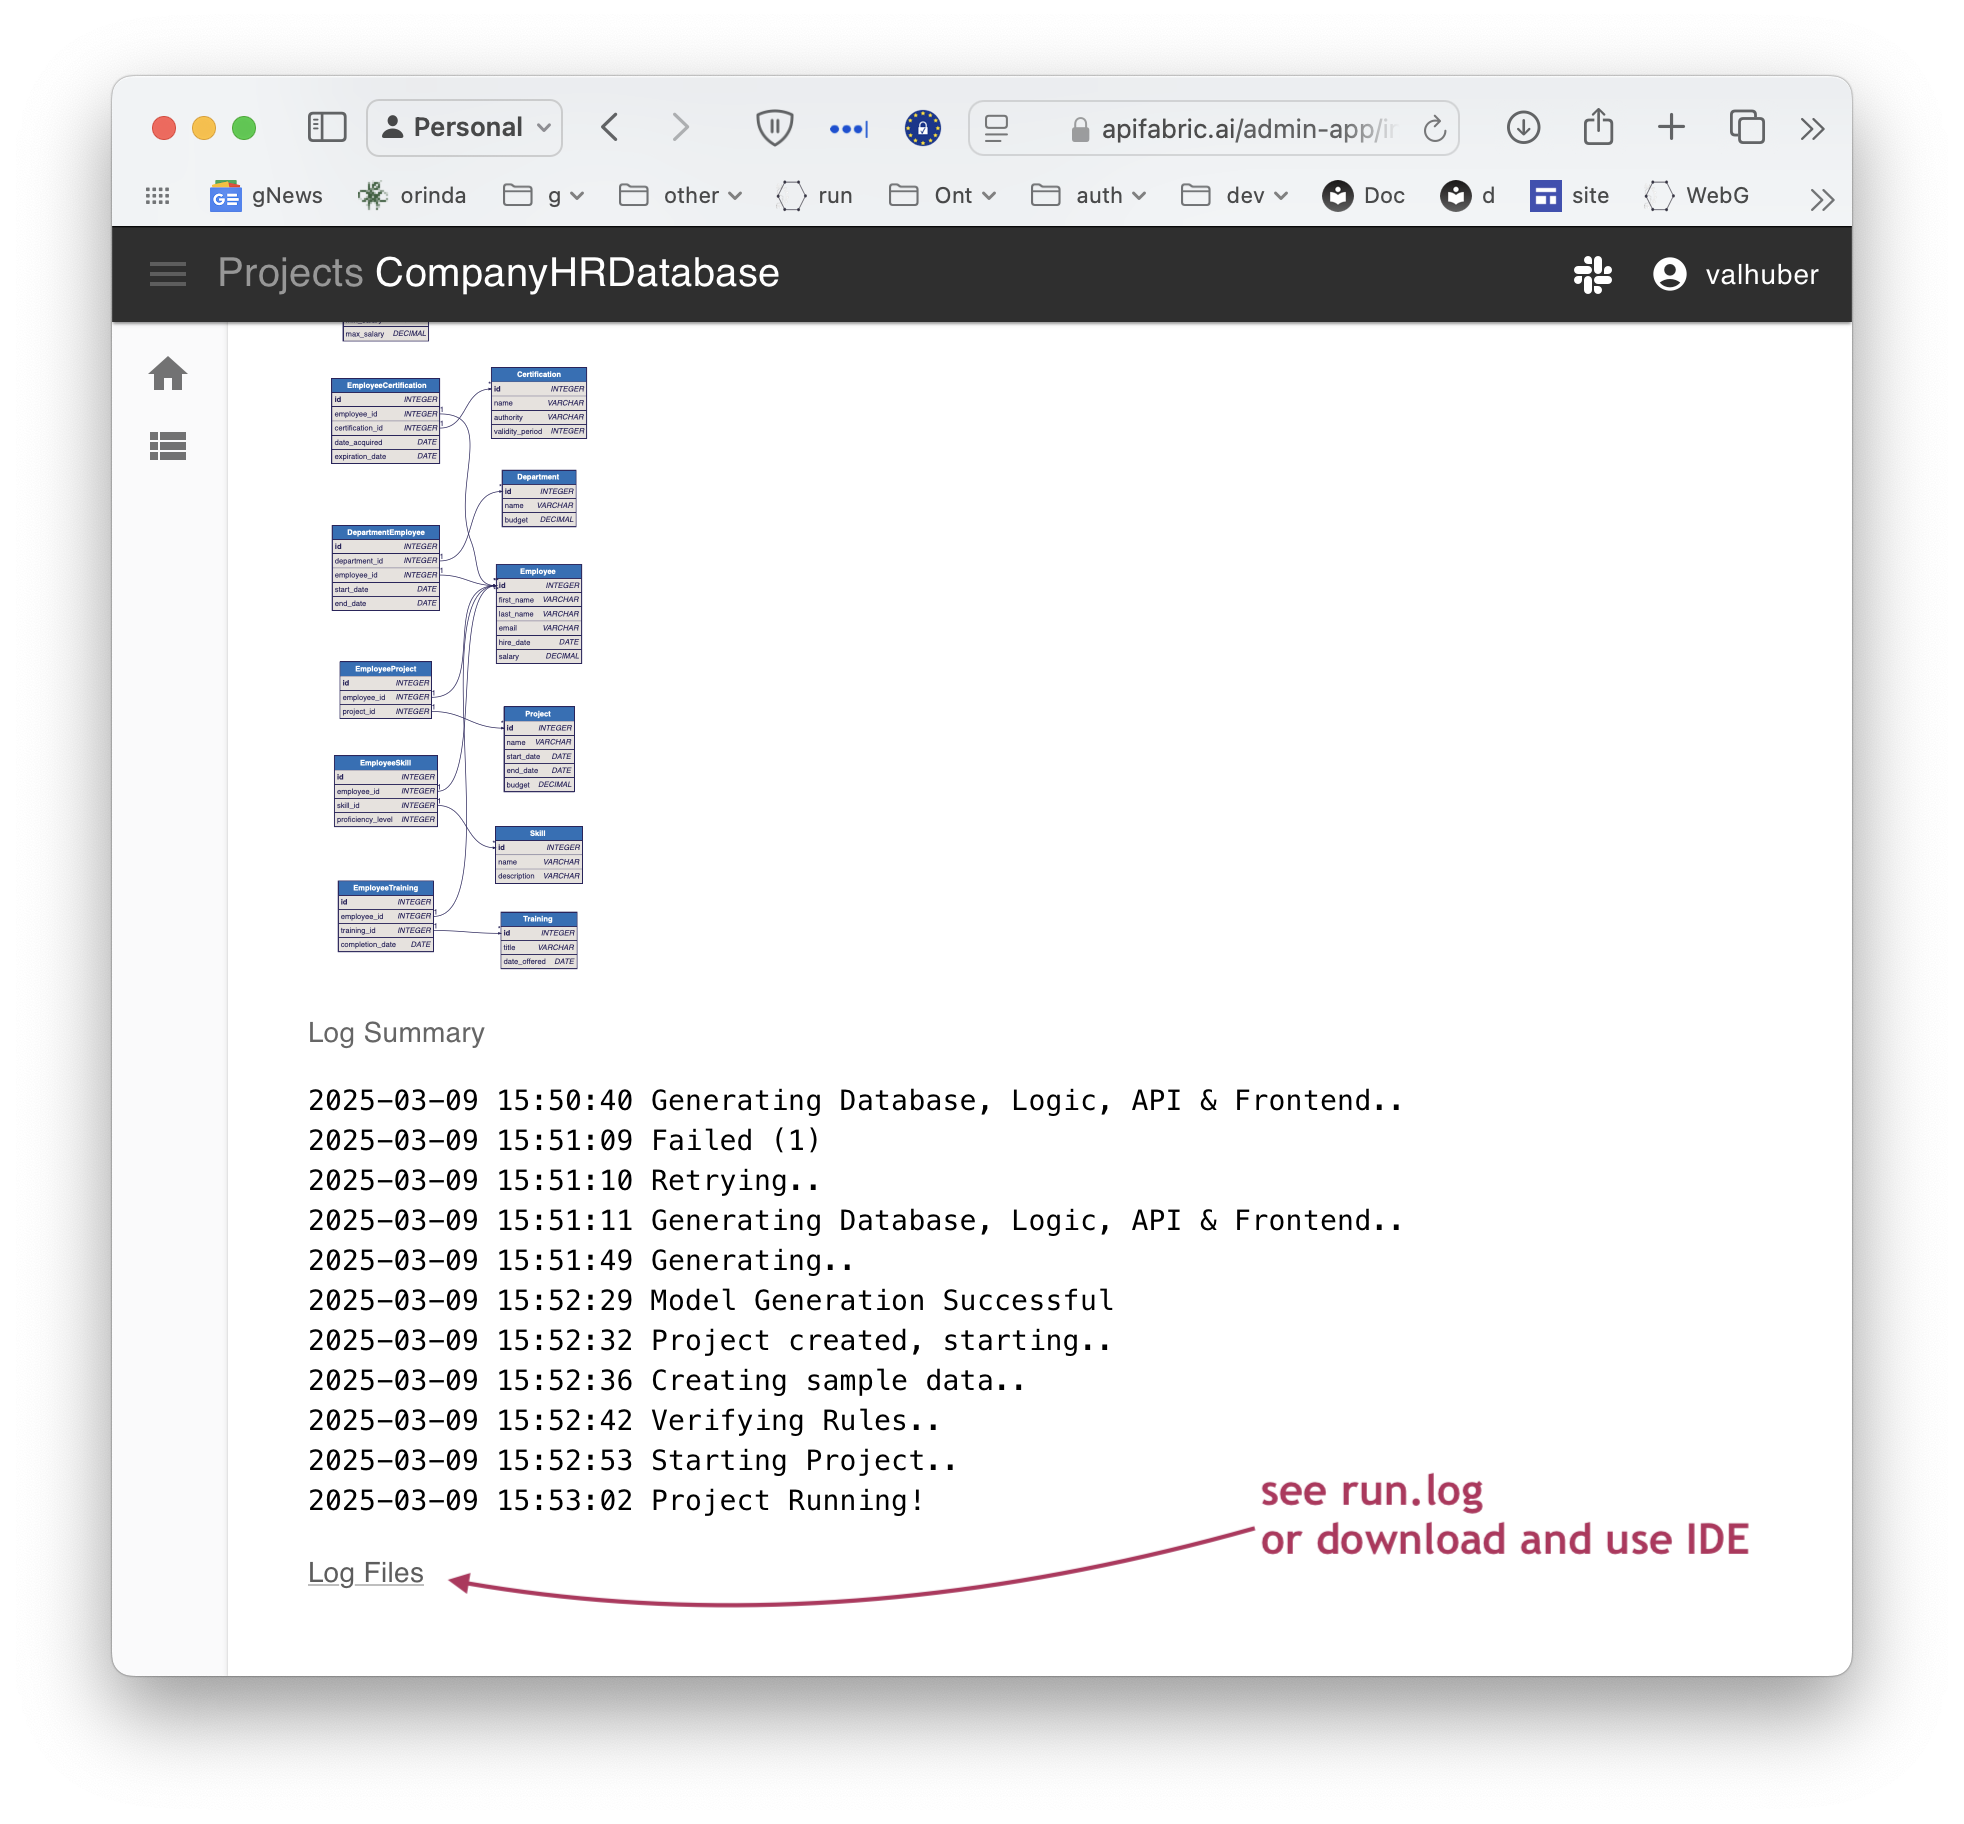 Personal
apifabric.ai/admin-app/i
gNews
orinda
g
other
run
Ont
auth
dev
Doc
d
site
WebG
Projects CompanyHRDatabase
valhuber
max_salary DECIMAL
EmployeeCertification
id INTEGER
employee_id INTEGER
certification_id INTEGER
date_acquired DATE
expiration_date DATE
Certification
id INTEGER
name VARCHAR
authority VARCHAR
validity_period INTEGER
Department
id INTEGER
name VARCHAR
budget DECIMAL
DepartmentEmployee
id INTEGER
department_id INTEGER
employee_id INTEGER
start_date DATE
end_date DATE
Employee
id INTEGER
first_name VARCHAR
last_name VARCHAR
email VARCHAR
hire_date DATE
salary DECIMAL
EmployeeProject
id INTEGER
employee_id INTEGER
project_id INTEGER
Project
id INTEGER
name VARCHAR
start_date DATE
end_date DATE
budget DECIMAL
EmployeeSkill
id INTEGER
employee_id INTEGER
skill_id INTEGER
proficiency_level INTEGER
Skill
id INTEGER
name VARCHAR
description VARCHAR
EmployeeTraining
id INTEGER
employee_id INTEGER
training_id INTEGER
completion_date DATE
Training
id INTEGER
title VARCHAR
date_offered DATE
Log Summary
2025-03-09 15:50:40 Generating Database, Logic, API & Frontend..
2025-03-09 15:51:09 Failed (1)
2025-03-09 15:51:10 Retrying..
2025-03-09 15:51:11 Generating Database, Logic, API & Frontend..
2025-03-09 15:51:49 Generating..
2025-03-09 15:52:29 Model Generation Successful
2025-03-09 15:52:32 Project created, starting..
2025-03-09 15:52:36 Creating sample data..
2025-03-09 15:52:42 Verifying Rules..
2025-03-09 15:52:53 Starting Project..
2025-03-09 15:53:02 Project Running!
see run.log
or download and use IDE
Log Files